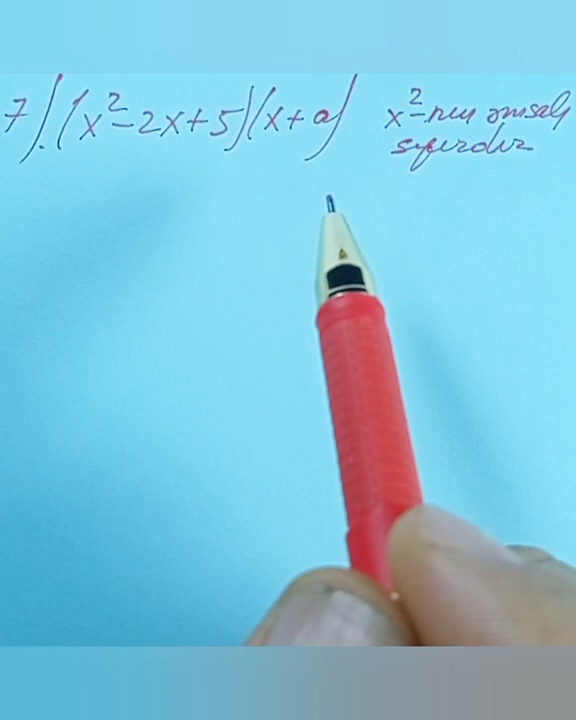 7). (x²-2x+5)(x+a) x²-nın əmsalı
sıfırdır